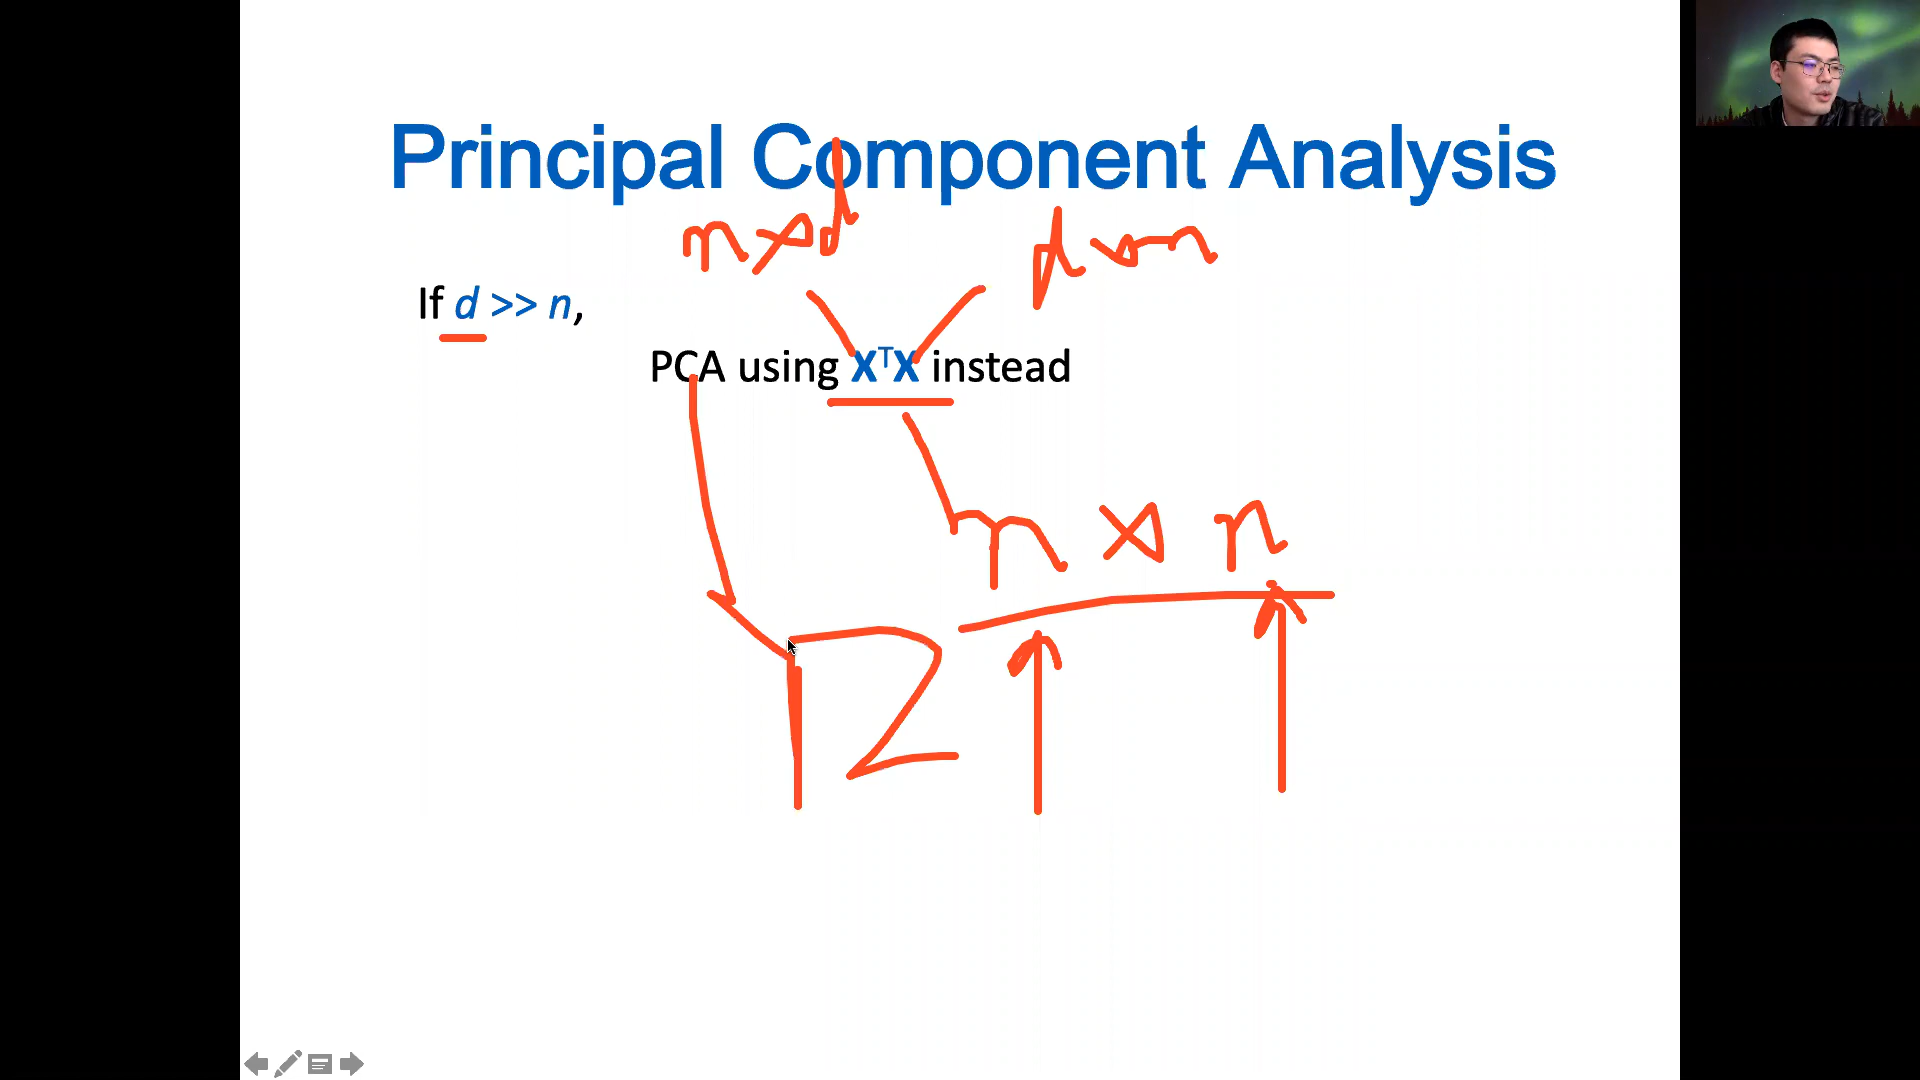 Principal Component Analysis
n × d d × n
If d >> n,
PCA using XᵀX instead
n × n